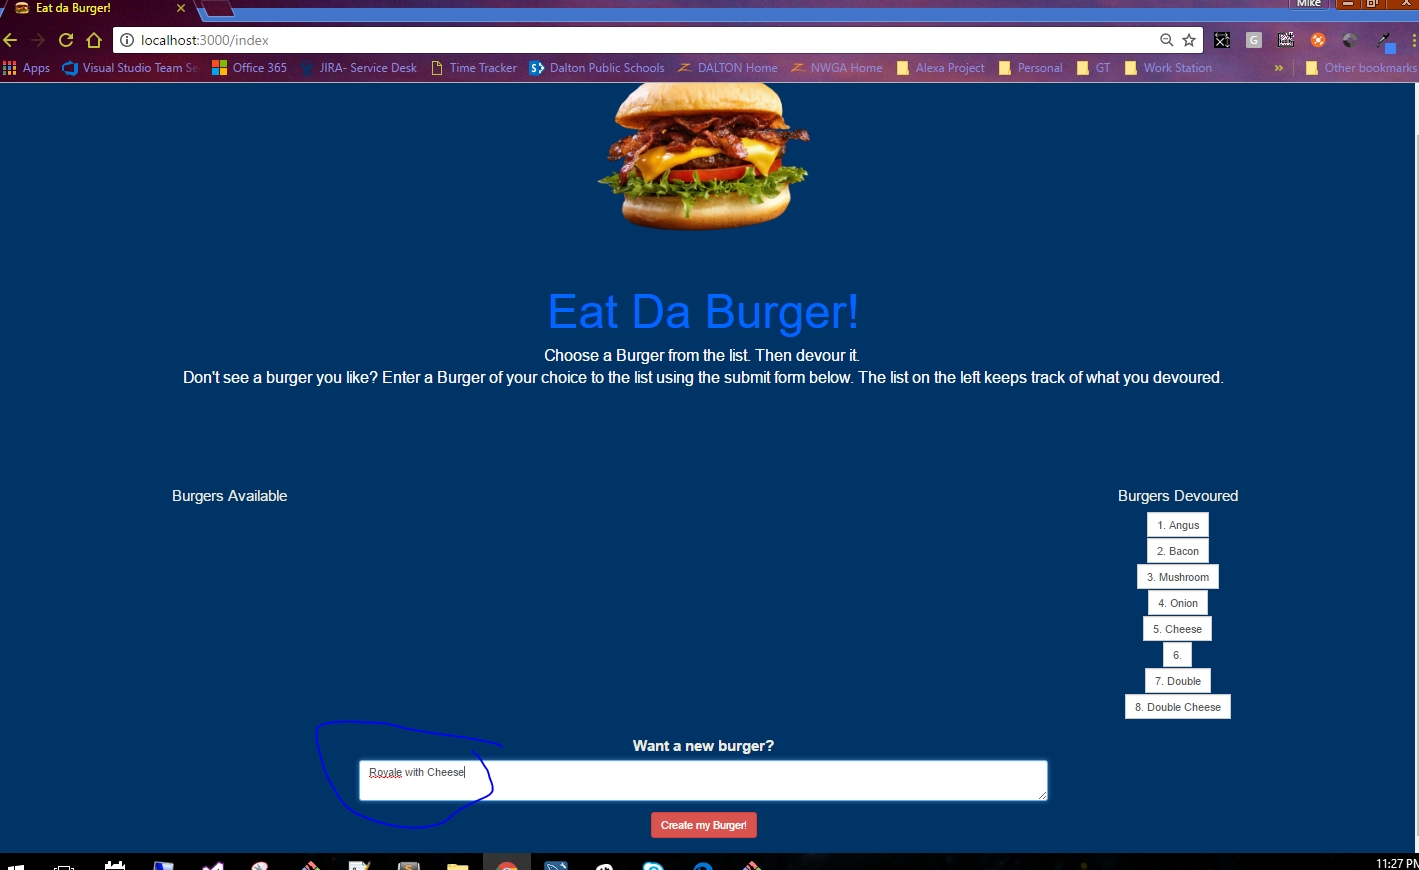 Eat da Burger!
Mike
localhost:3000/index
G
Apps
Visual Studio Team Se
Office 365
JIRA- Service Desk
Time Tracker
Dalton Public Schools
DALTON Home
NWGA Home
Alexa Project
Personal
GT
Work Station
»
Other bookmarks
Eat Da Burger!
Choose a Burger from the list. Then devour it.
Don't see a burger you like? Enter a Burger of your choice to the list using the submit form below. The list on the left keeps track of what you devoured.
Burgers Available
Burgers Devoured
1. Angus
2. Bacon
3. Mushroom
4. Onion
5. Cheese
6.
7. Double
8. Double Cheese
Want a new burger?
Royale with Cheese
Create my Burger!
11:27 PM